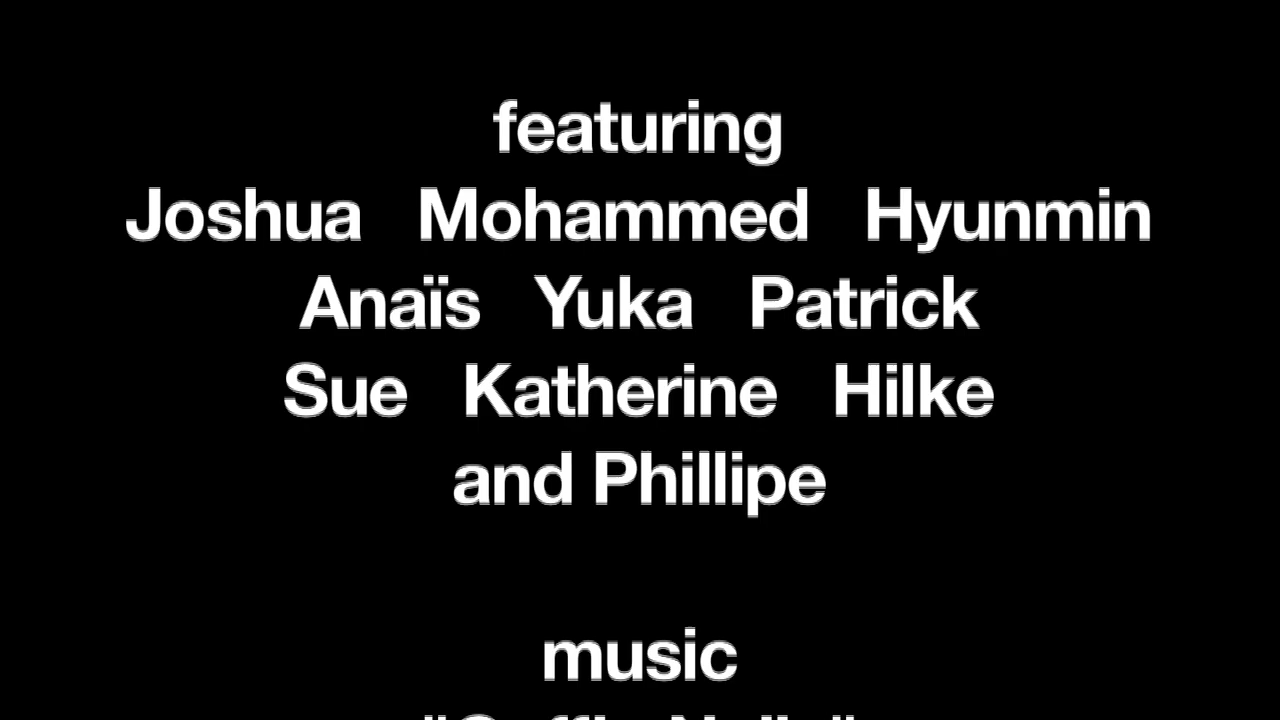 featuring
Joshua Mohammed Hyunmin
Anaïs Yuka Patrick
Sue Katherine Hilke
and Phillipe
music